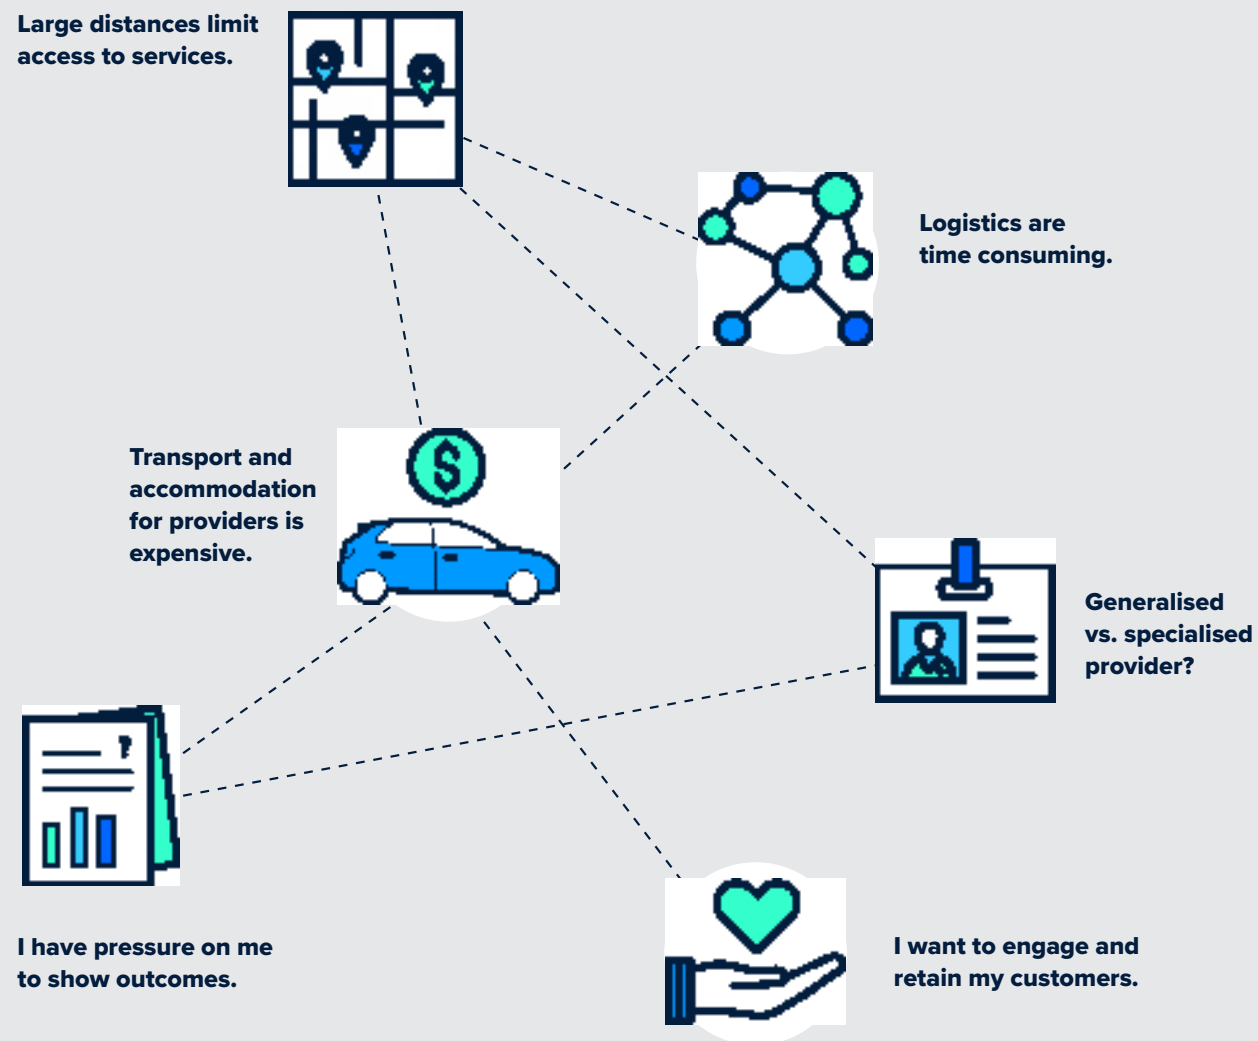 Large distances limit
access to services.
Logistics are
time consuming.
Transport and
accommodation
for providers is
expensive.
$
Generalised
vs. specialised
provider?
?
I have pressure on me
to show outcomes.
I want to engage and
retain my customers.